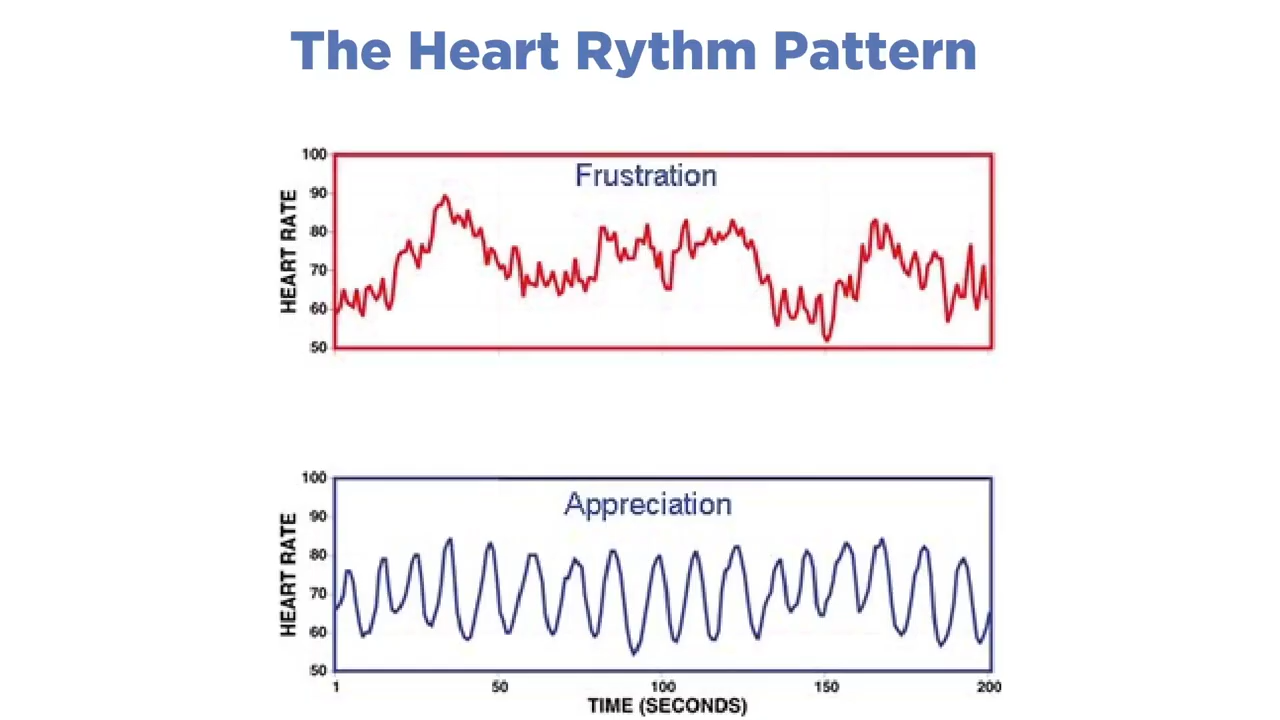 The Heart Rythm Pattern
Frustration
HEART RATE
100
90
80
70
60
50
Appreciation
HEART RATE
100
90
80
70
60
50
1 50 100 150 200
TIME (SECONDS)